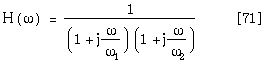 H(ω) = 1 / ((1 + j ω/ω₁)(1 + j ω/ω₂)) [71]